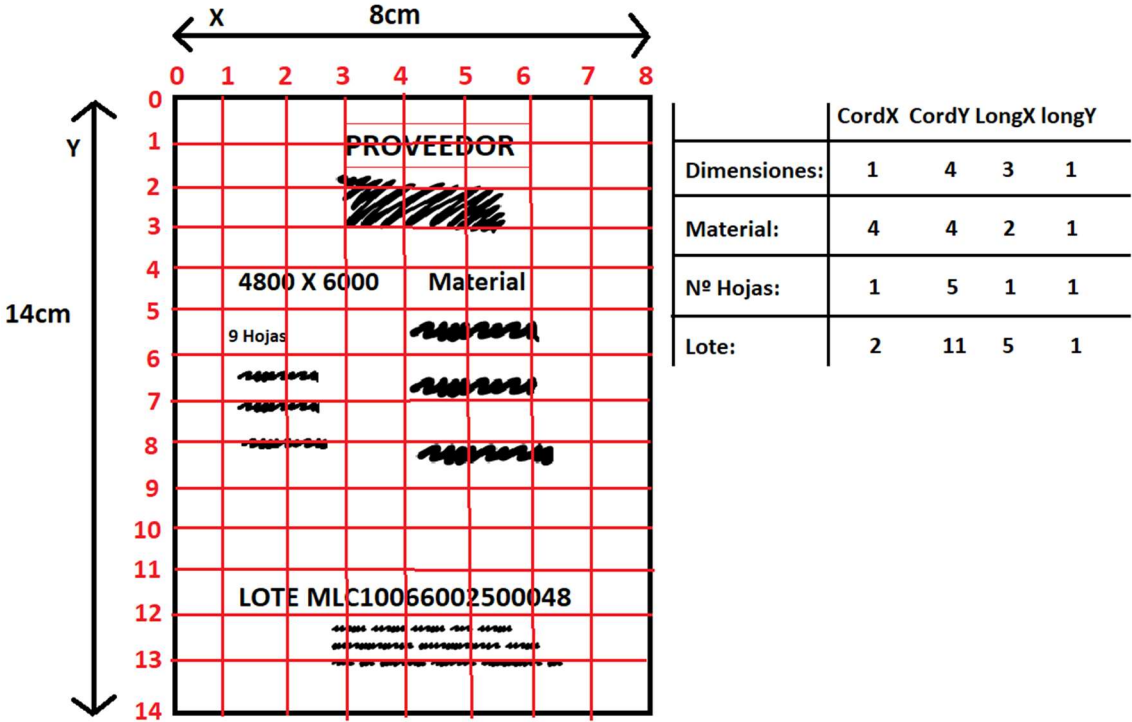 X 8cm
0 1 2 3 4 5 6 7 8
0
Y
1
2
3
4
5
6
7
8
9
10
11
12
13
14
14cm
PROVEEDOR
4800 X 6000 Material
9 Hojas
LOTE MLC10066002500048
CordX CordY LongX longY
Dimensiones: 1 4 3 1
Material: 4 4 2 1
Nº Hojas: 1 5 1 1
Lote: 2 11 5 1